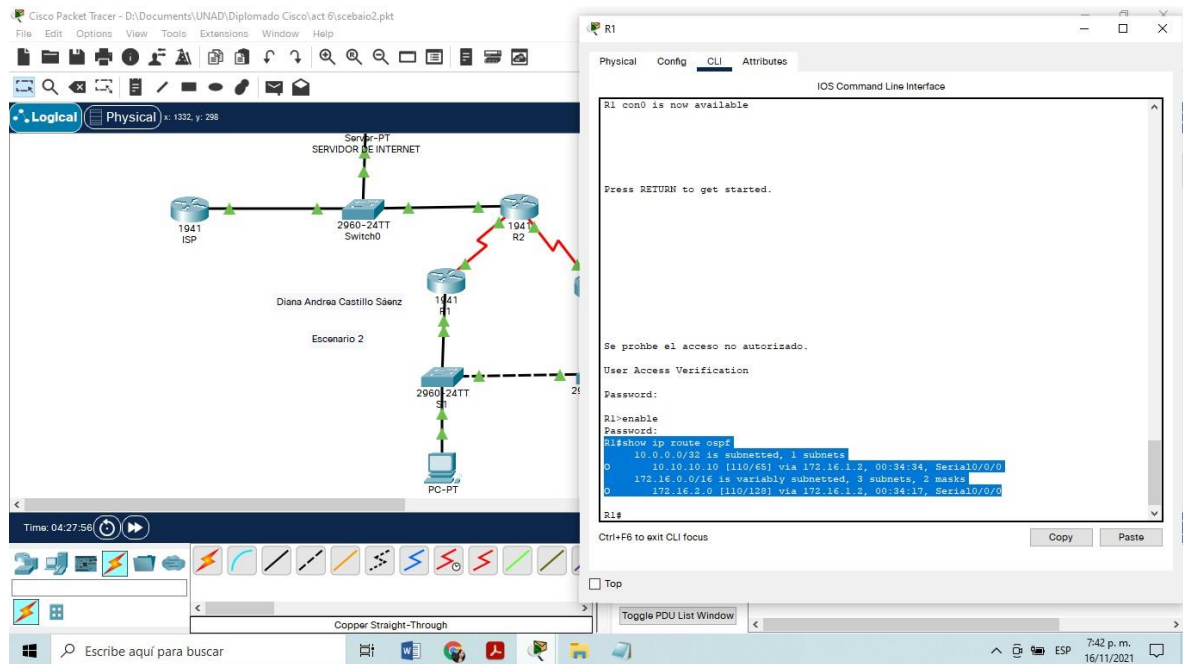 Cisco Packet Tracer - D:\Documents\UNAD\Diplomado Cisco\act 6\scebaio2.pkt
File Edit Options View Tools Extensions Window Help
Logical Physical x: 1332, y: 298
Server-PT
SERVIDOR DE INTERNET
1941
ISP
2960-24TT
Switch0
1941
R2
Diana Andrea Castillo Sáenz
1941
R1
Escenario 2
2960-24TT
S1
PC-PT
Time: 04:27:56
Copper Straight-Through
R1
Physical Config CLI Attributes
IOS Command Line Interface
R1 con0 is now available
Press RETURN to get started.
Se prohbe el acceso no autorizado.
User Access Verification
Password:
R1>enable
Password:
R1#show ip route ospf
10.0.0.0/32 is subnetted, 1 subnets
O 10.10.10.10 [110/65] via 172.16.1.2, 00:34:34, Serial0/0/0
172.16.0.0/16 is variably subnetted, 3 subnets, 2 masks
O 172.16.2.0 [110/128] via 172.16.1.2, 00:34:17, Serial0/0/0
R1#
Ctrl+F6 to exit CLI focus
Copy Paste
Top
Toggle PDU List Window
Escribe aquí para buscar
ESP
7:42 p. m.
16/11/2021